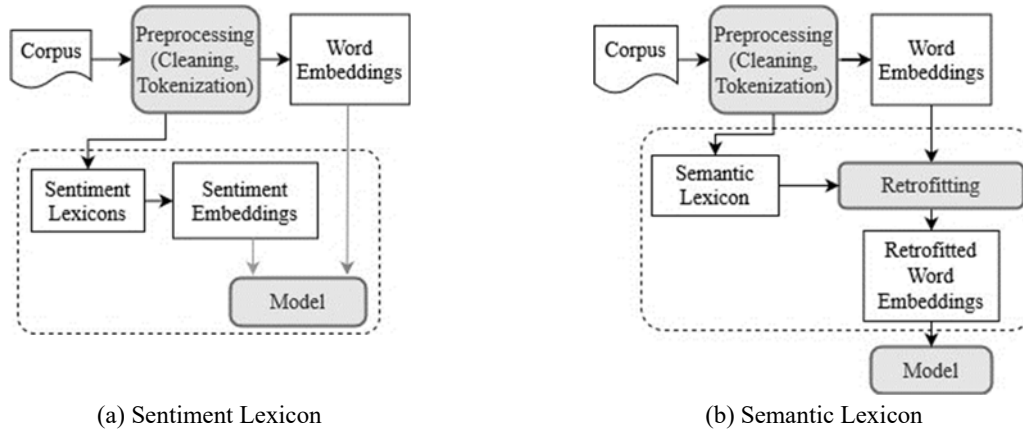 Corpus
Preprocessing
(Cleaning,
Tokenization)
Word
Embeddings
Sentiment
Lexicons
Sentiment
Embeddings
Model
(a) Sentiment Lexicon
Corpus
Preprocessing
(Cleaning,
Tokenization)
Word
Embeddings
Semantic
Lexicon
Retrofitting
Retrofitted
Word
Embeddings
Model
(b) Semantic Lexicon